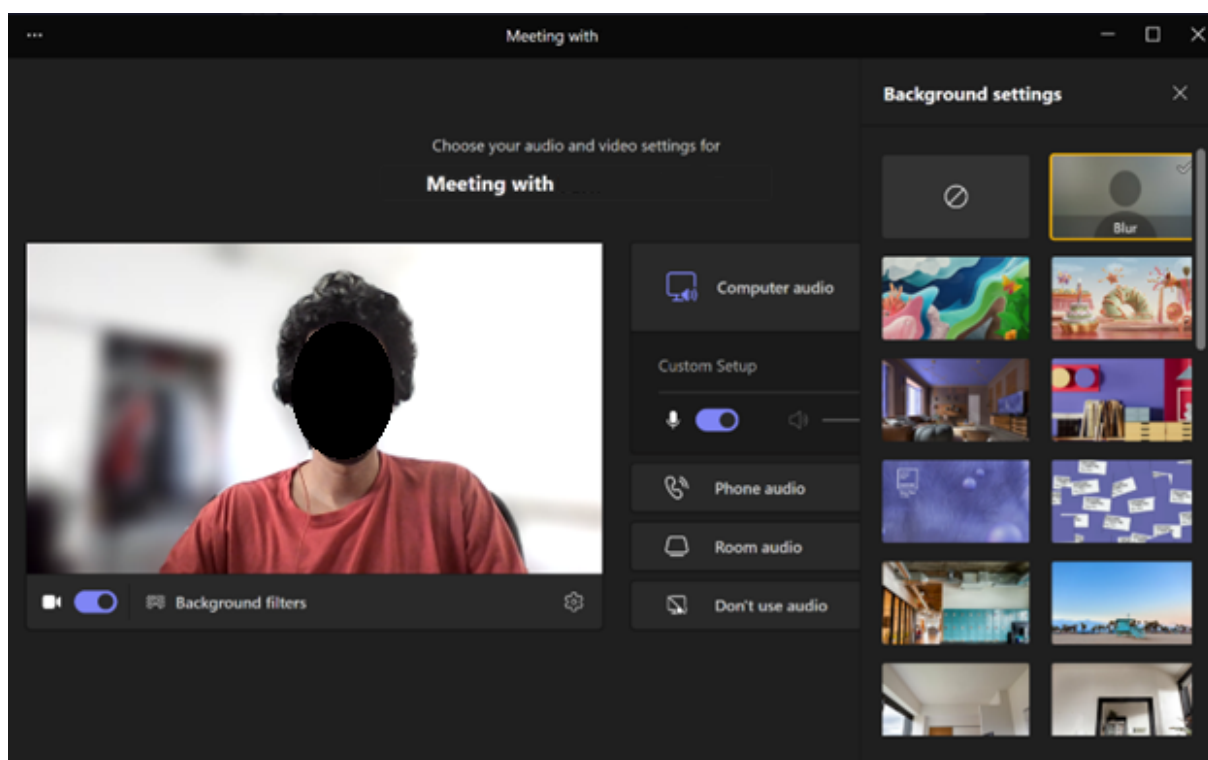 Meeting with
Choose your audio and video settings for
Meeting with
Background filters
Computer audio
Custom Setup
Phone audio
Room audio
Don't use audio
Background settings
Blur